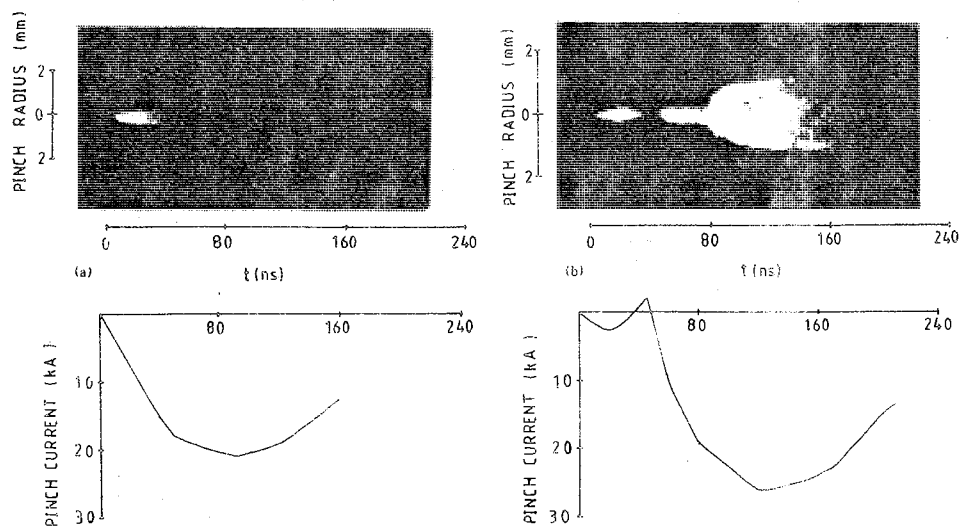 PINCH RADIUS (mm)
2
0
2
0 80 160 240
(a) t (ns)
PINCH RADIUS (mm)
2
0
2
0 80 160 240
(b) t (ns)
PINCH CURRENT (kA)
80 160 240
10
20
30
PINCH CURRENT (kA)
80 160 240
10
20
30